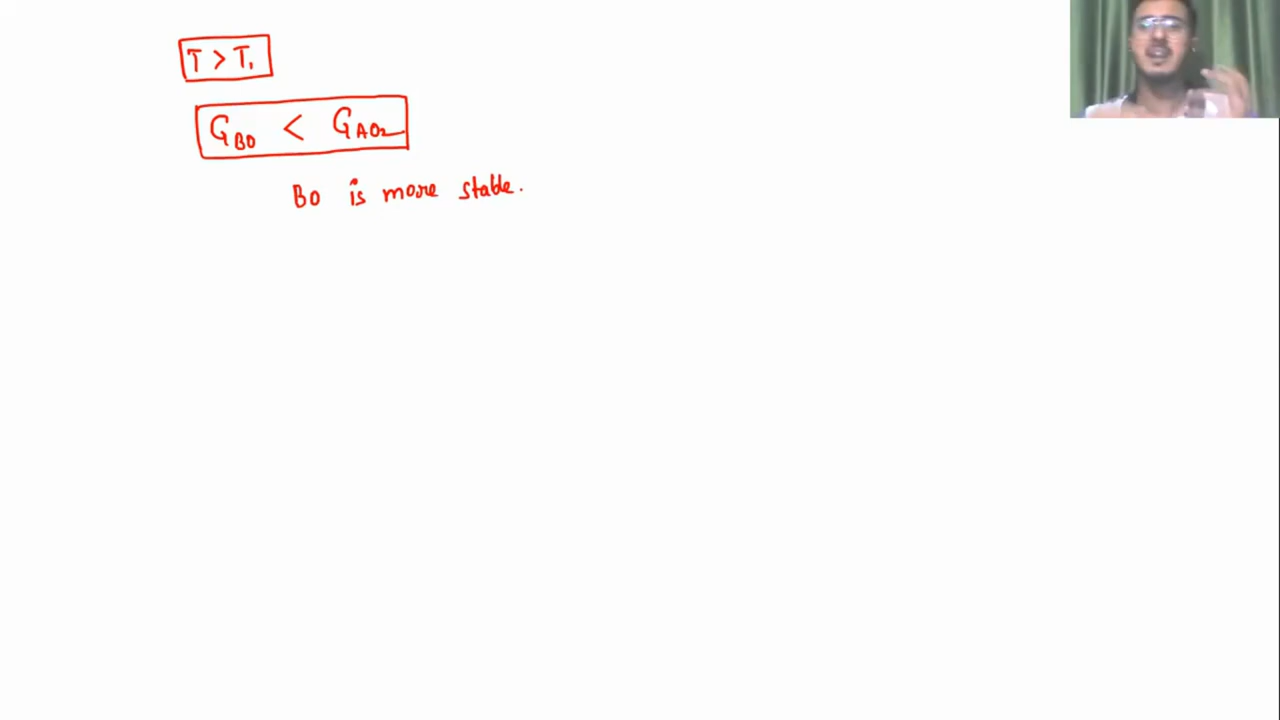 T > T₁
G_BO < G_AO₂
BO is more stable.